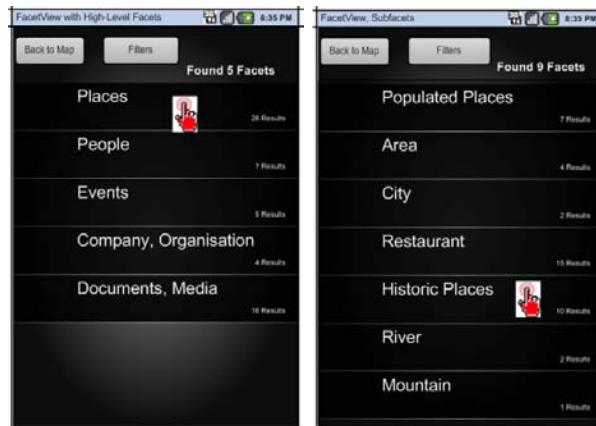 FacetView with High-Level Facets
8:35 PM
Back to Map
Filters
Found 5 Facets
Places
26 Results
People
7 Results
Events
5 Results
Company, Organisation
4 Results
Documents, Media
16 Results
FacetView, Subfacets
8:35 PM
Back to Map
Filters
Found 9 Facets
Populated Places
7 Results
Area
4 Results
City
2 Results
Restaurant
15 Results
Historic Places
10 Results
River
2 Results
Mountain
1 Results